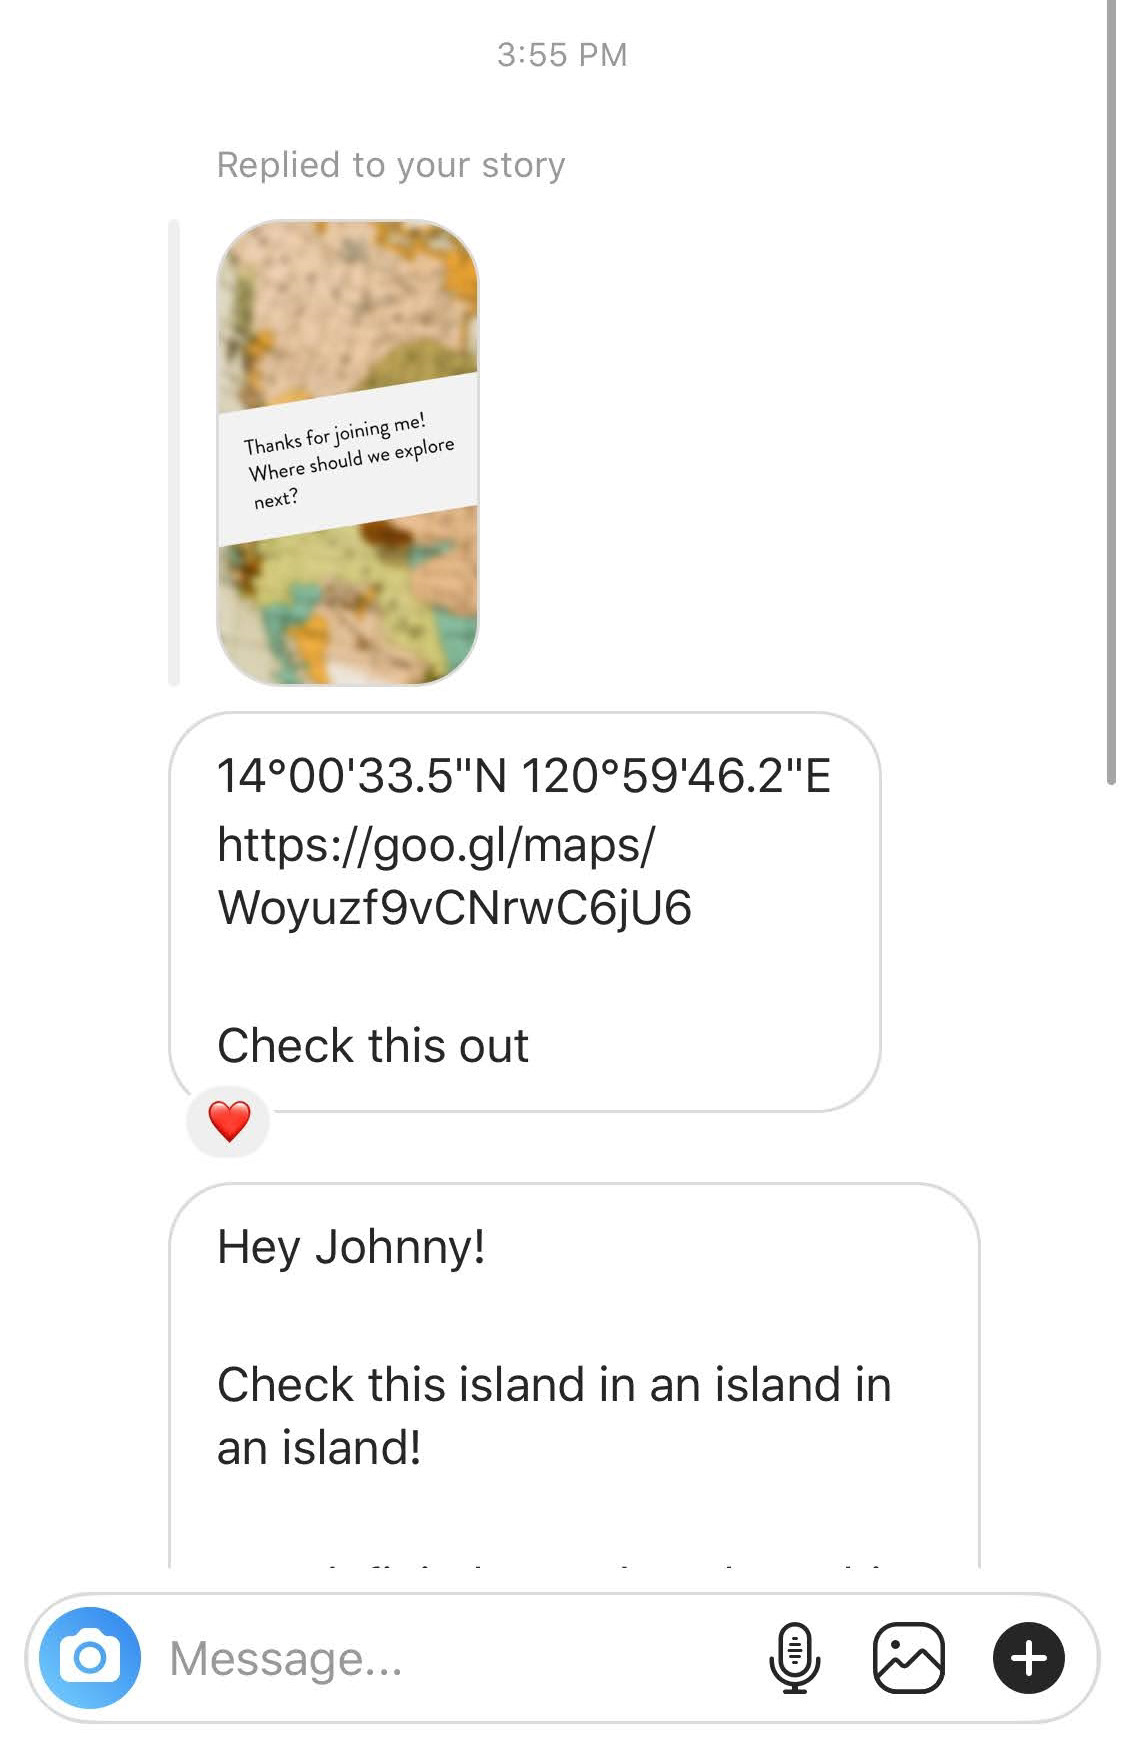 3:55 PM
Replied to your story
Thanks for joining me!
Where should we explore
next?
14°00'33.5"N 120°59'46.2"E
https://goo.gl/maps/
Woyuzf9vCNrwC6jU6
Check this out
Hey Johnny!
Check this island in an island in
an island!
Message...